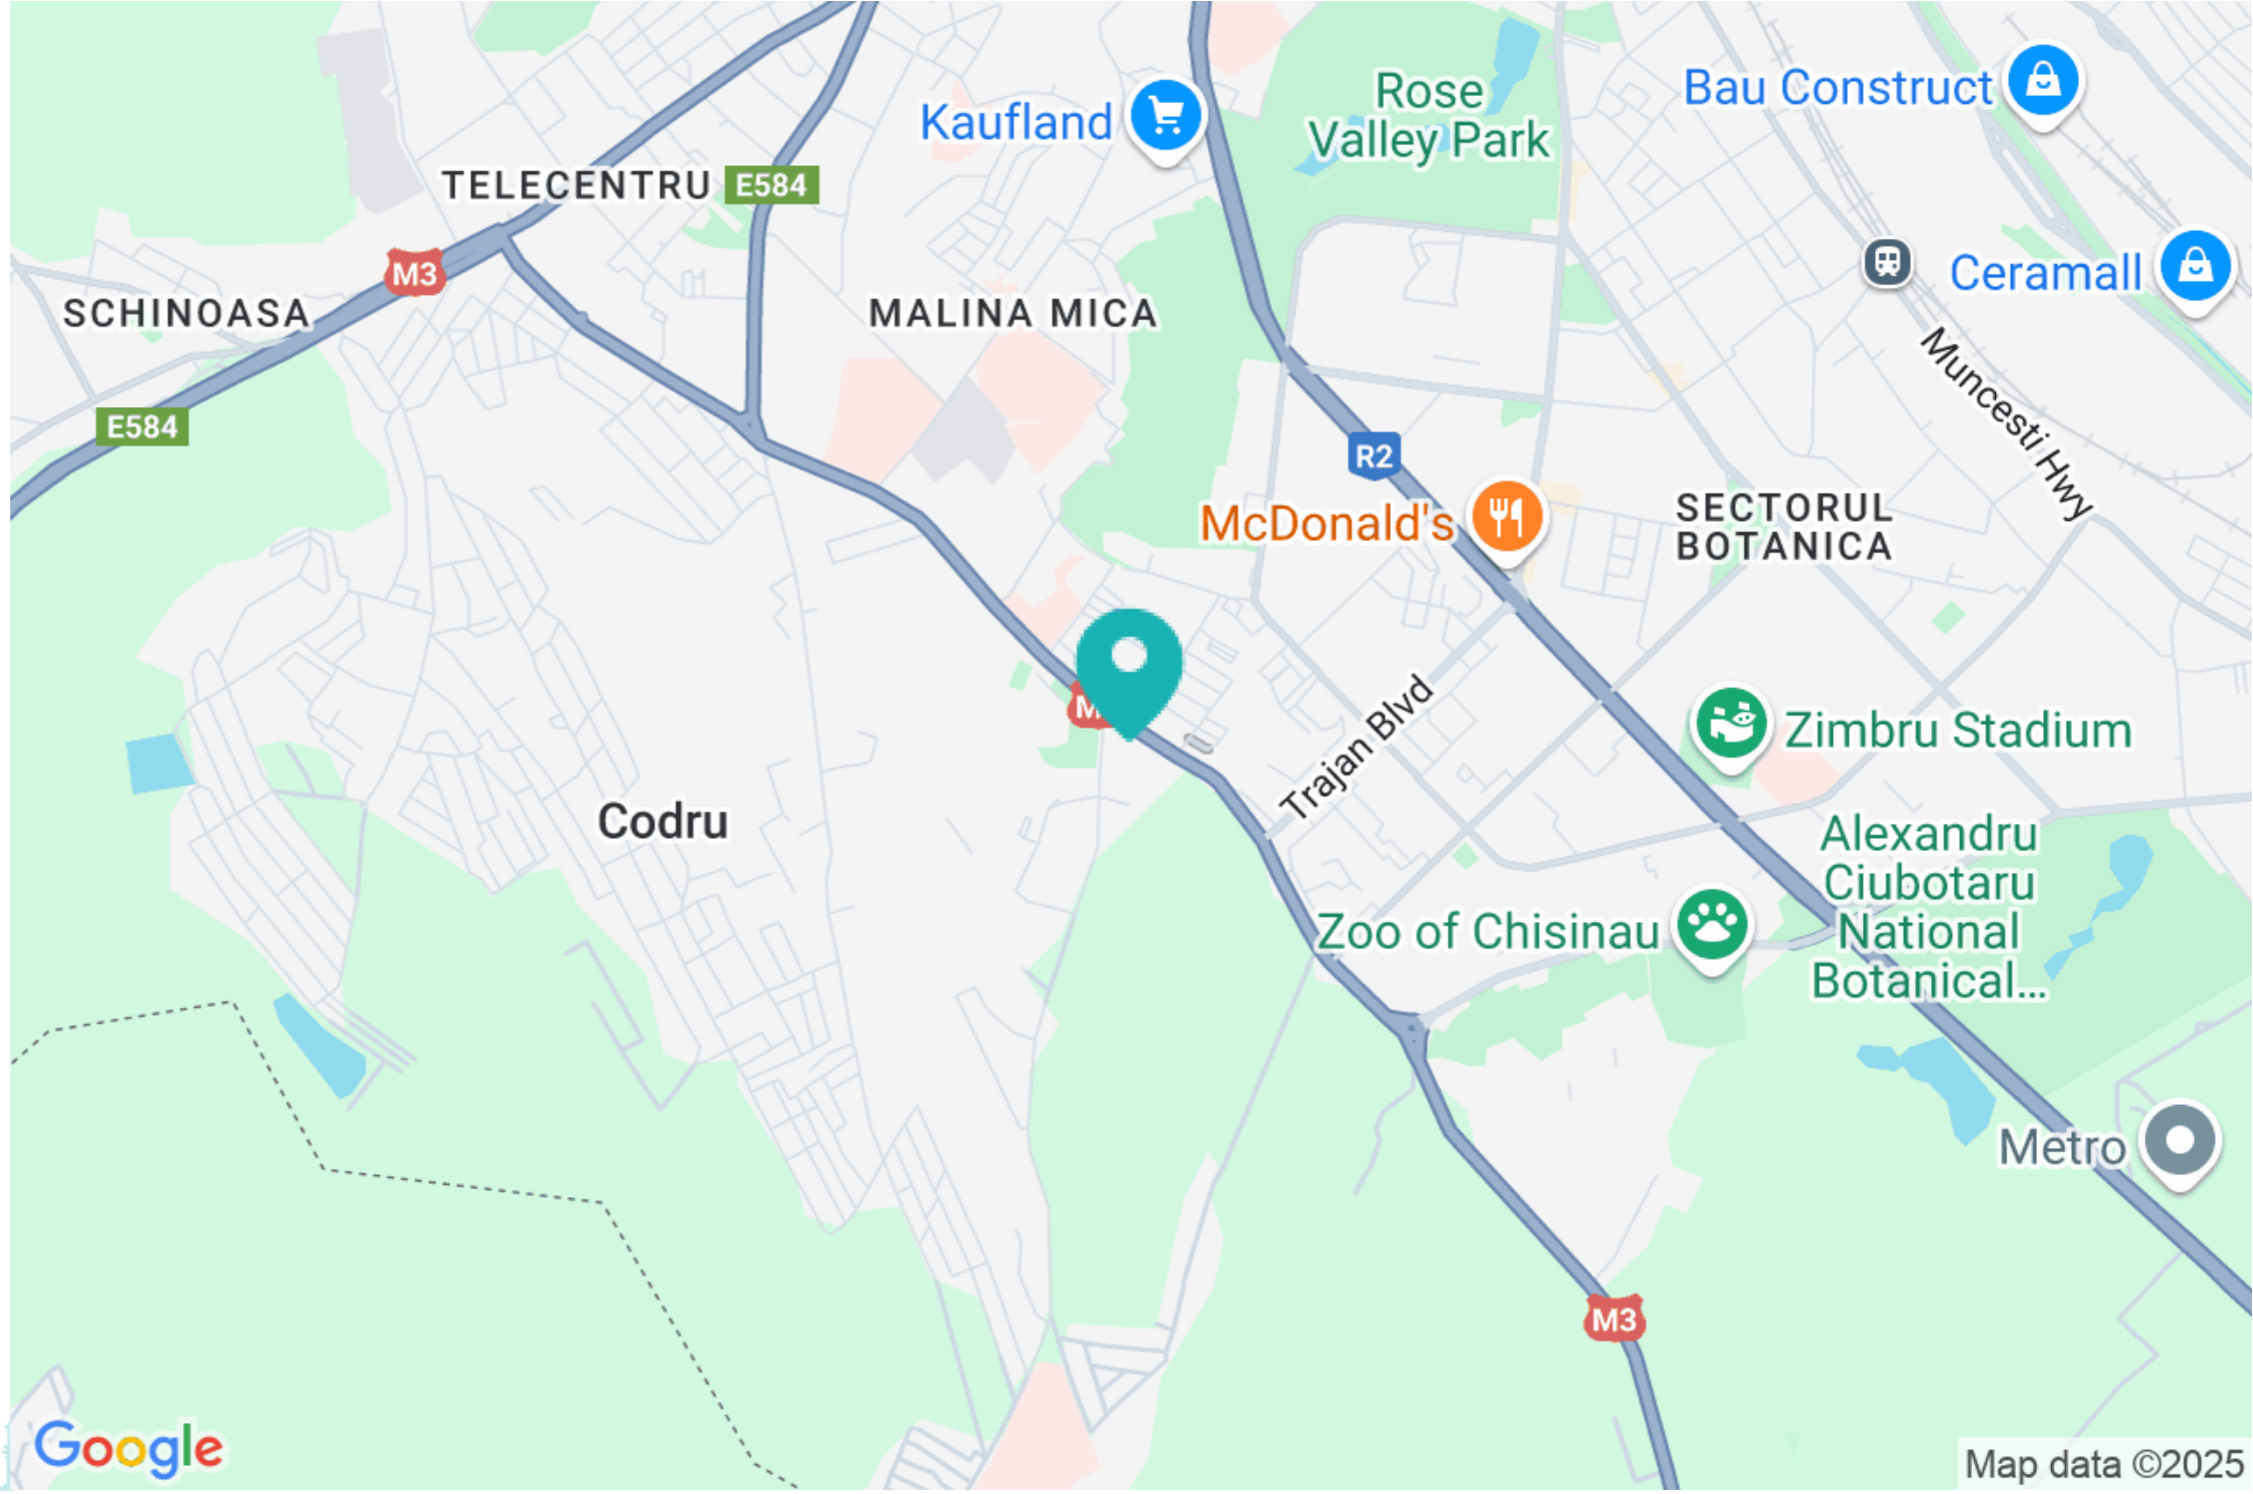 Rose
Valley Park
Bau Construct
Kaufland
TELECENTRU
E584
M3
Ceramall
SCHINOASA
MALINA MICA
Muncesti Hwy
E584
R2
McDonald's
SECTORUL
BOTANICA
Trajan Blvd
Zimbru Stadium
Codru
Alexandru
Ciubotaru
National
Botanical...
Zoo of Chisinau
Metro
M3
Google
Map data ©2025